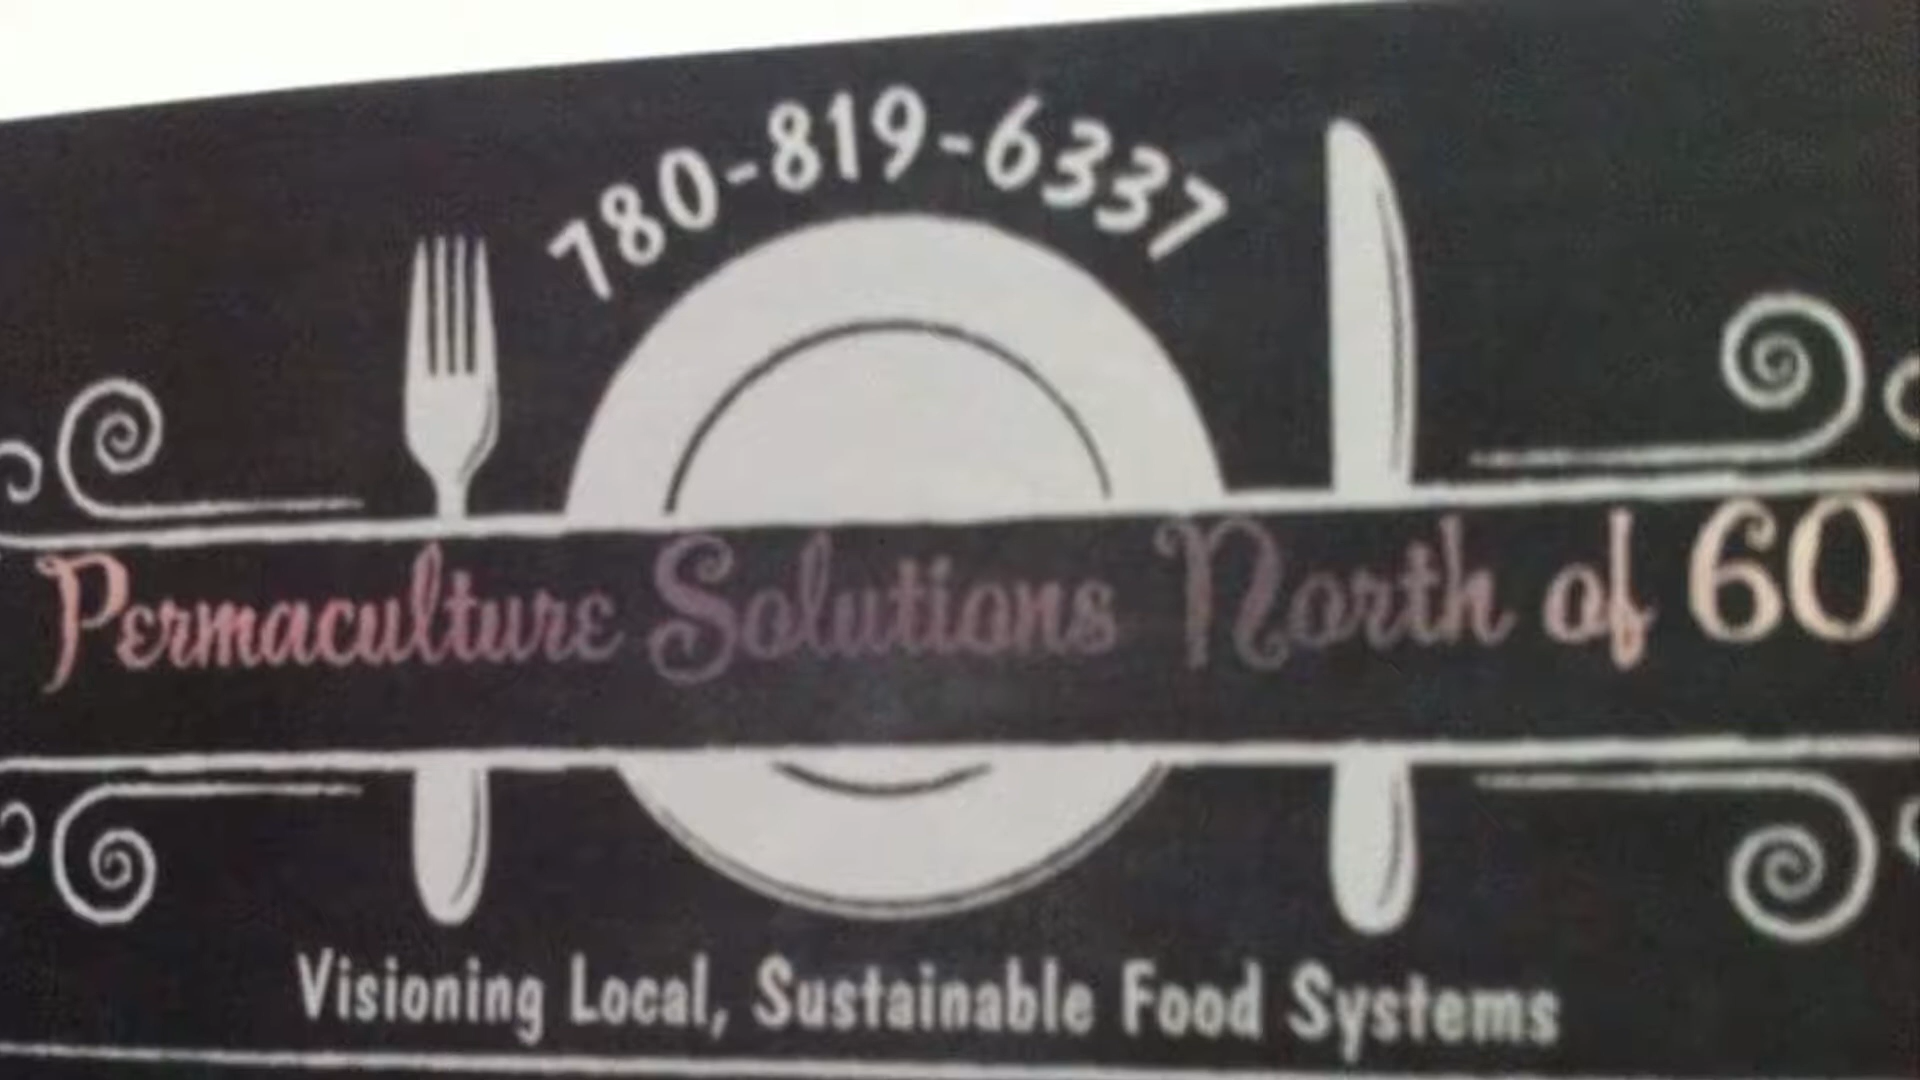 780-819-6337
Permaculture Solutions North of 60
Visioning Local, Sustainable Food Systems